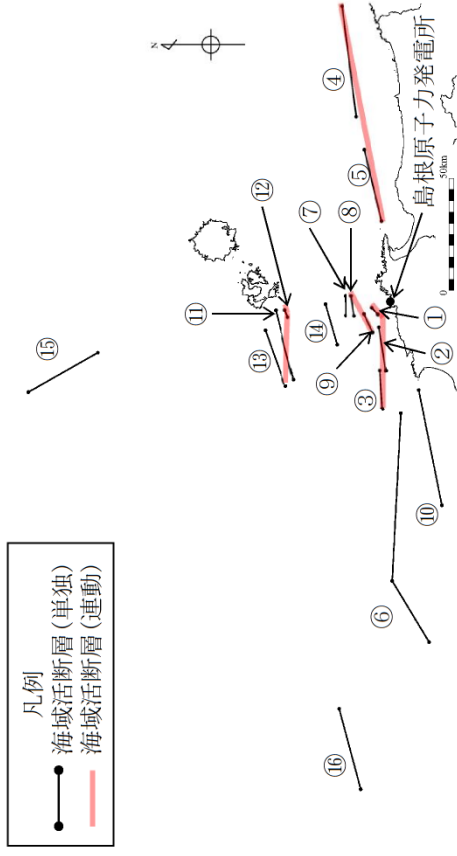 凡例
海域活断層(単独)
海域活断層(連動)
N
⑮
⑪
⑫
⑬
⑭
⑦
⑧
⑨
④
⑤
③
②
①
⑥
⑩
⑯
島根原子力発電所
0
50km